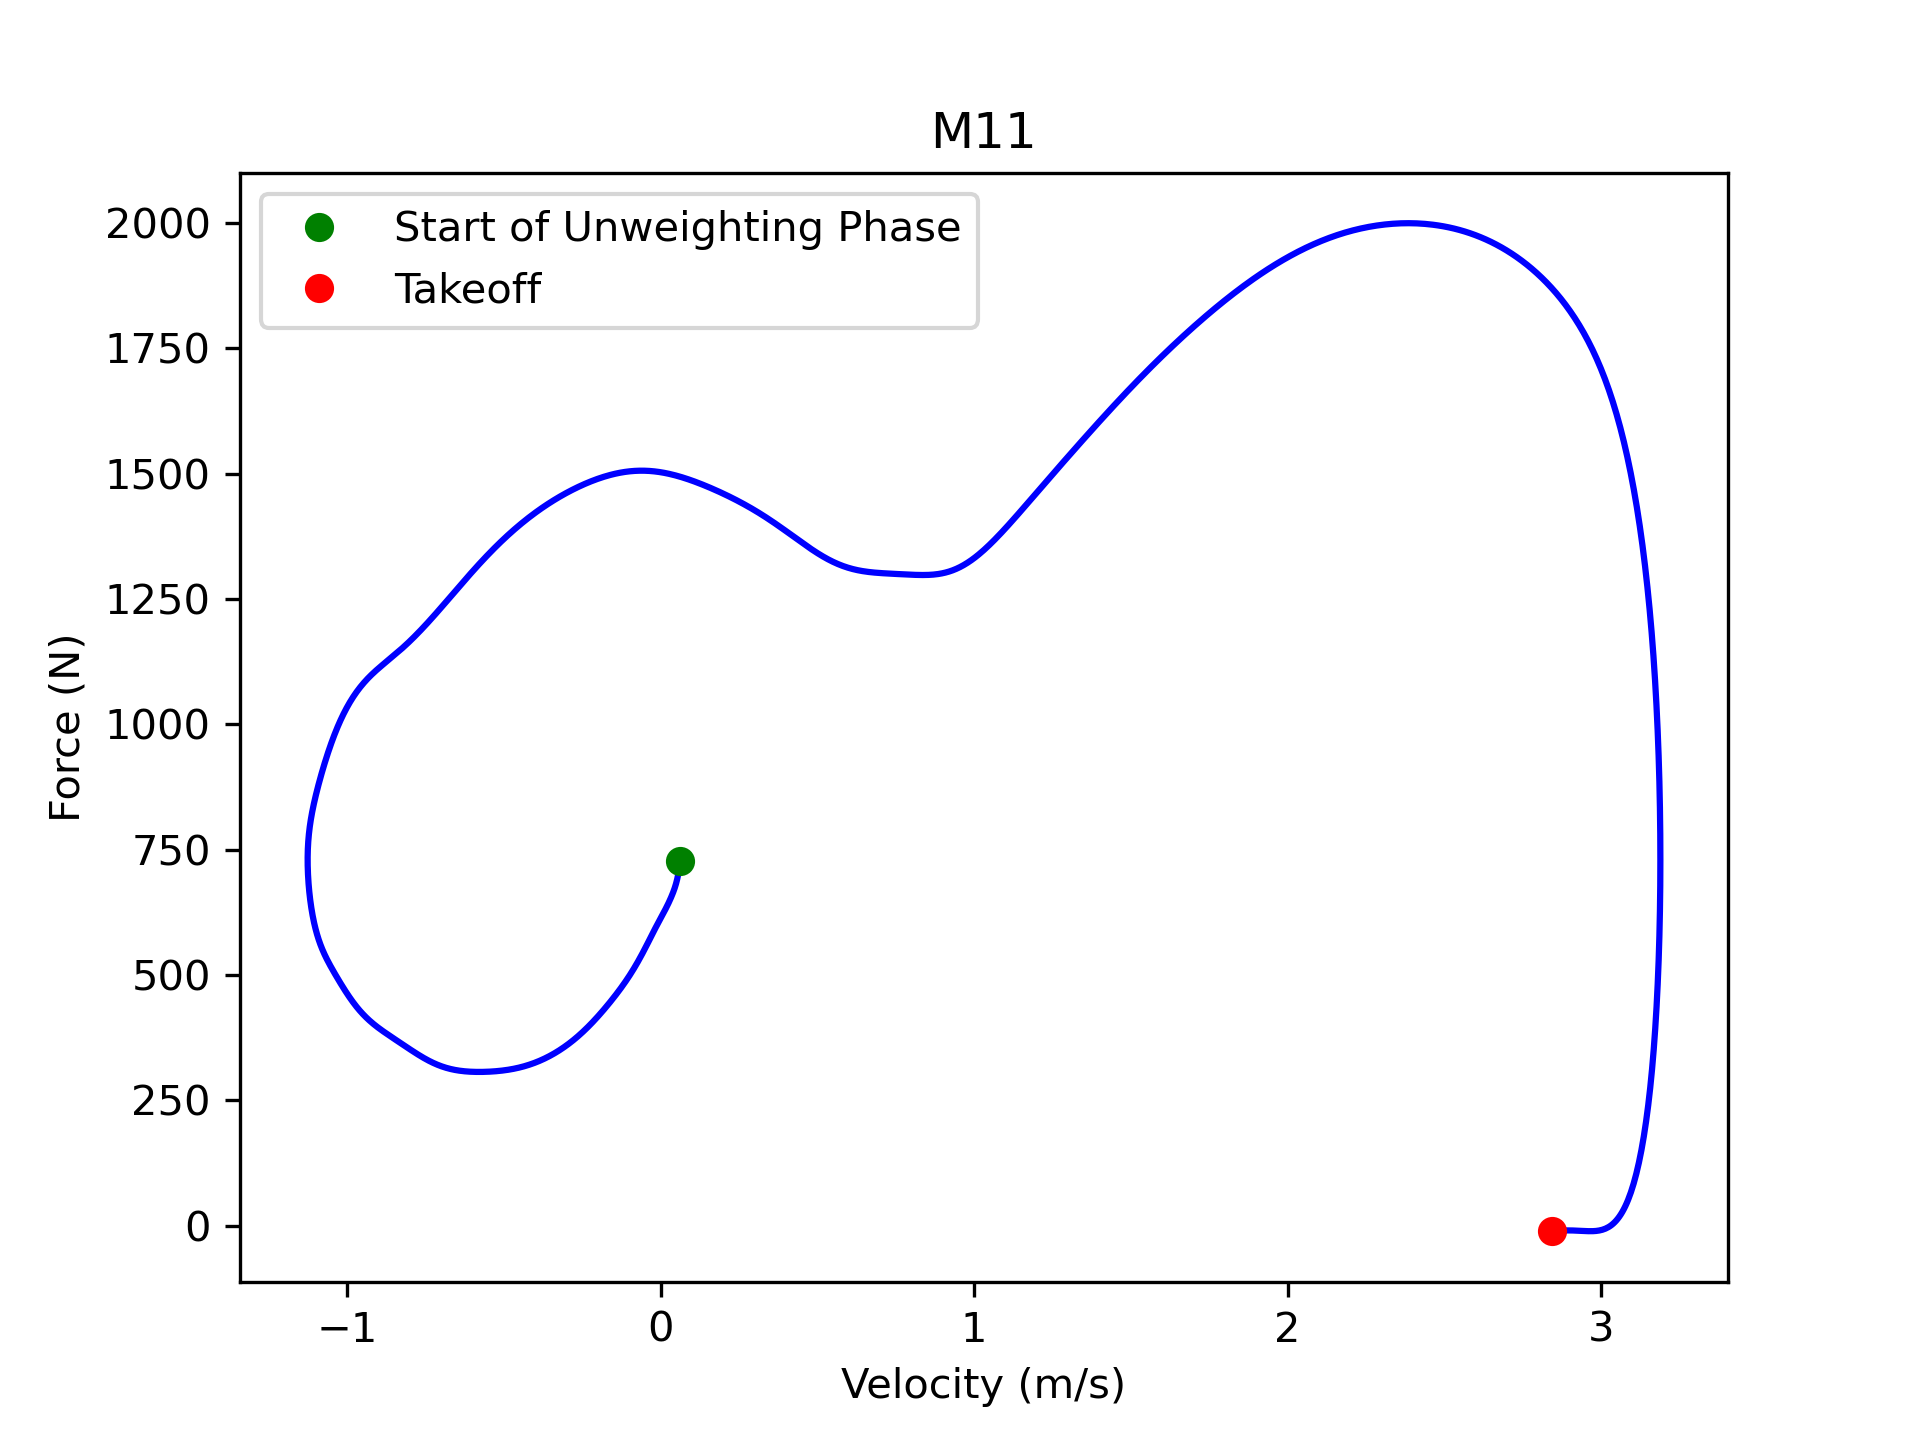 M11
Start of Unweighting Phase
Takeoff
2000
1750
1500
1250
1000
750
500
250
0
Force (N)
−1 0 1 2 3
Velocity (m/s)